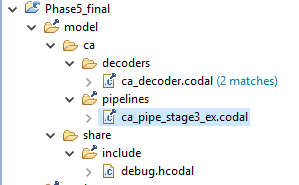 Phase5_final
model
ca
decoders
ca_decoder.codal (2 matches)
pipelines
ca_pipe_stage3_ex.codal
share
include
debug.hcodal